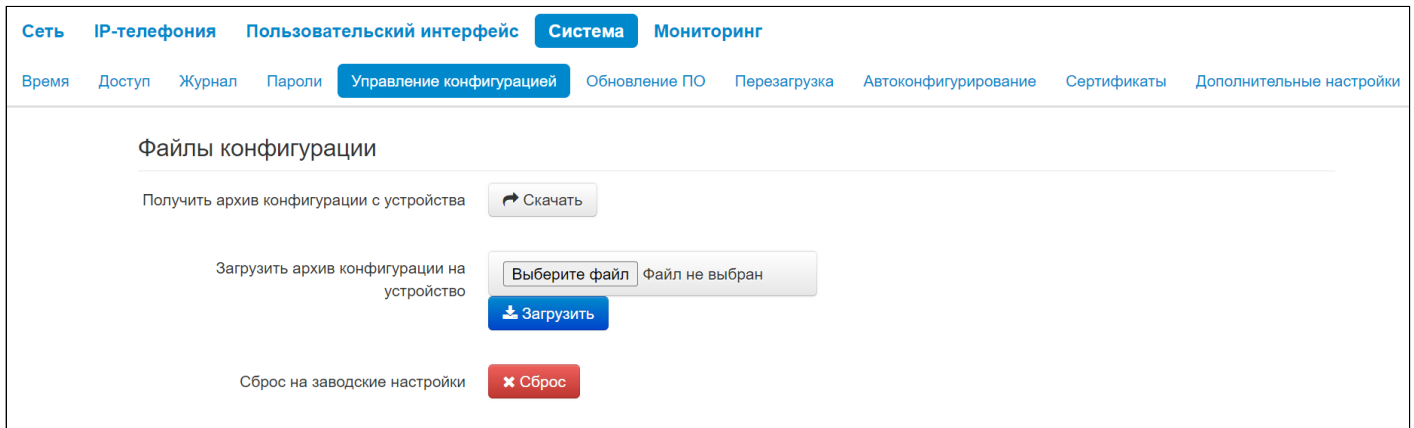 Сеть IP-телефония Пользовательский интерфейс Система Мониторинг
Время Доступ Журнал Пароли Управление конфигурацией Обновление ПО Перезагрузка Автоконфигурирование Сертификаты Дополнительные настройки
Файлы конфигурации
Получить архив конфигурации с устройства Скачать
Загрузить архив конфигурации на
устройство
Выберите файл Файл не выбран
Загрузить
Сброс на заводские настройки Сброс